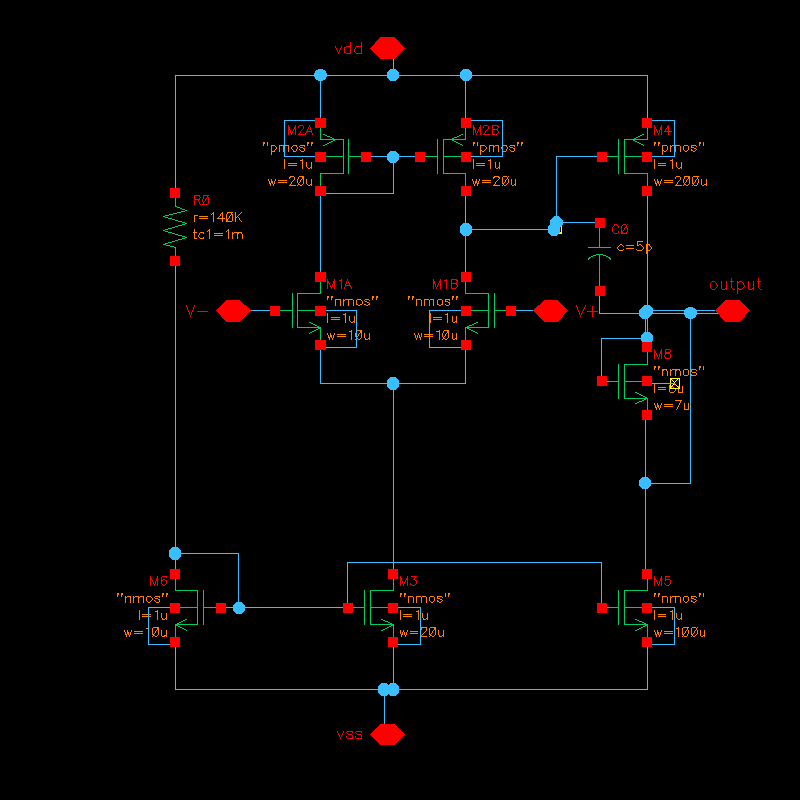 vdd
M2A
"pmos"
l=1u
w=20u
M2B
"pmos"
l=1u
w=20u
M4
"pmos"
l=1u
w=200u
R0
r=140K
tc1=1m
C0
c=5p
V-
M1A
"nmos"
l=1u
w=10u
M1B
"nmos"
l=1u
w=10u
V+
output
M8
"nmos"
w=7u
M6
"nmos"
l=1u
w=10u
M3
"nmos"
l=1u
w=20u
M5
"nmos"
l=1u
w=100u
vss